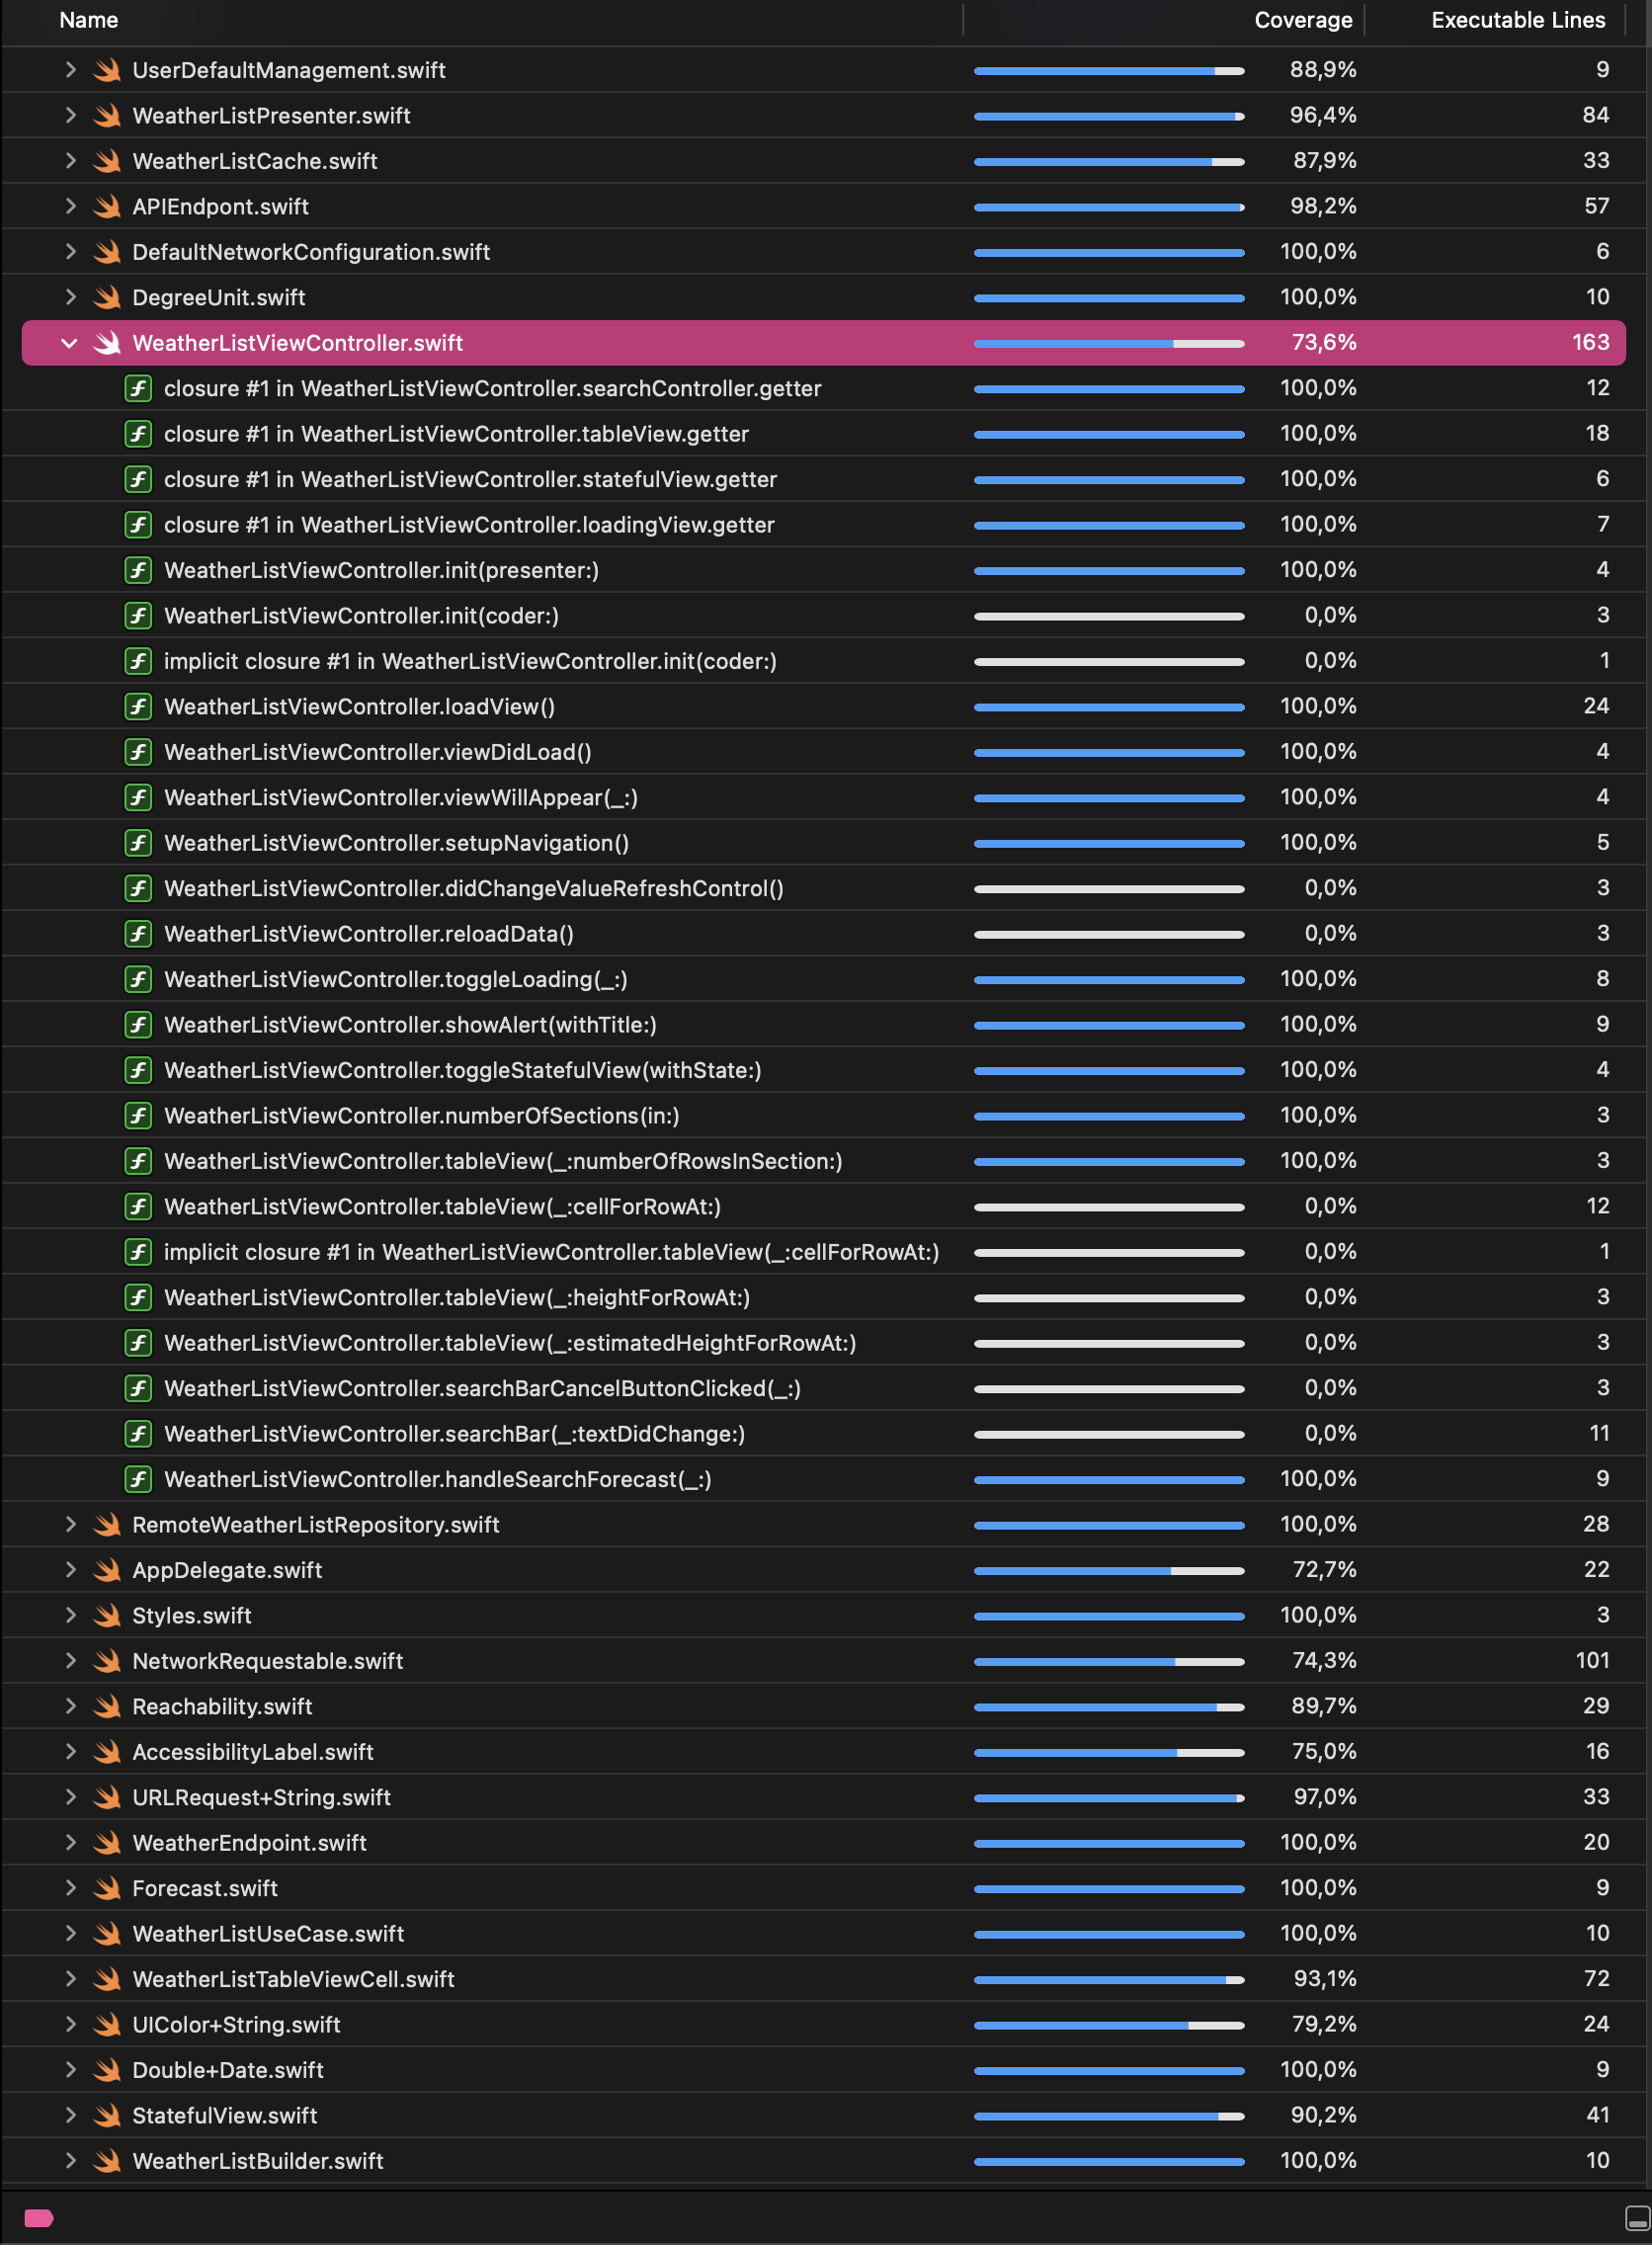 Name Coverage Executable Lines
UserDefaultManagement.swift 88,9% 9
WeatherListPresenter.swift 96,4% 84
WeatherListCache.swift 87,9% 33
APIEndpont.swift 98,2% 57
DefaultNetworkConfiguration.swift 100,0% 6
DegreeUnit.swift 100,0% 10
WeatherListViewController.swift 73,6% 163
closure #1 in WeatherListViewController.searchController.getter 100,0% 12
closure #1 in WeatherListViewController.tableView.getter 100,0% 18
closure #1 in WeatherListViewController.statefulView.getter 100,0% 6
closure #1 in WeatherListViewController.loadingView.getter 100,0% 7
WeatherListViewController.init(presenter:) 100,0% 4
WeatherListViewController.init(coder:) 0,0% 3
implicit closure #1 in WeatherListViewController.init(coder:) 0,0% 1
WeatherListViewController.loadView() 100,0% 24
WeatherListViewController.viewDidLoad() 100,0% 4
WeatherListViewController.viewWillAppear(_:) 100,0% 4
WeatherListViewController.setupNavigation() 100,0% 5
WeatherListViewController.didChangeValueRefreshControl() 0,0% 3
WeatherListViewController.reloadData() 0,0% 3
WeatherListViewController.toggleLoading(_:) 100,0% 8
WeatherListViewController.showAlert(withTitle:) 100,0% 9
WeatherListViewController.toggleStatefulView(withState:) 100,0% 4
WeatherListViewController.numberOfSections(in:) 100,0% 3
WeatherListViewController.tableView(_:numberOfRowsInSection:) 100,0% 3
WeatherListViewController.tableView(_:cellForRowAt:) 0,0% 12
implicit closure #1 in WeatherListViewController.tableView(_:cellForRowAt:) 0,0% 1
WeatherListViewController.tableView(_:heightForRowAt:) 0,0% 3
WeatherListViewController.tableView(_:estimatedHeightForRowAt:) 0,0% 3
WeatherListViewController.searchBarCancelButtonClicked(_:) 0,0% 3
WeatherListViewController.searchBar(_:textDidChange:) 0,0% 11
WeatherListViewController.handleSearchForecast(_:) 100,0% 9
RemoteWeatherListRepository.swift 100,0% 28
AppDelegate.swift 72,7% 22
Styles.swift 100,0% 3
NetworkRequestable.swift 74,3% 101
Reachability.swift 89,7% 29
AccessibilityLabel.swift 75,0% 16
URLRequest+String.swift 97,0% 33
WeatherEndpoint.swift 100,0% 20
Forecast.swift 100,0% 9
WeatherListUseCase.swift 100,0% 10
WeatherListTableViewCell.swift 93,1% 72
UIColor+String.swift 79,2% 24
Double+Date.swift 100,0% 9
StatefulView.swift 90,2% 41
WeatherListBuilder.swift 100,0% 10